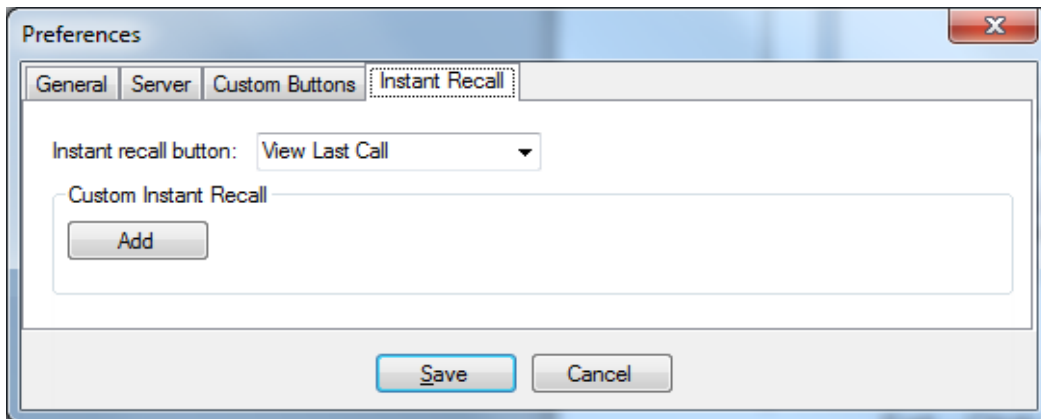 Preferences
General Server Custom Buttons Instant Recall
Instant recall button: View Last Call
Custom Instant Recall
Add
Save Cancel